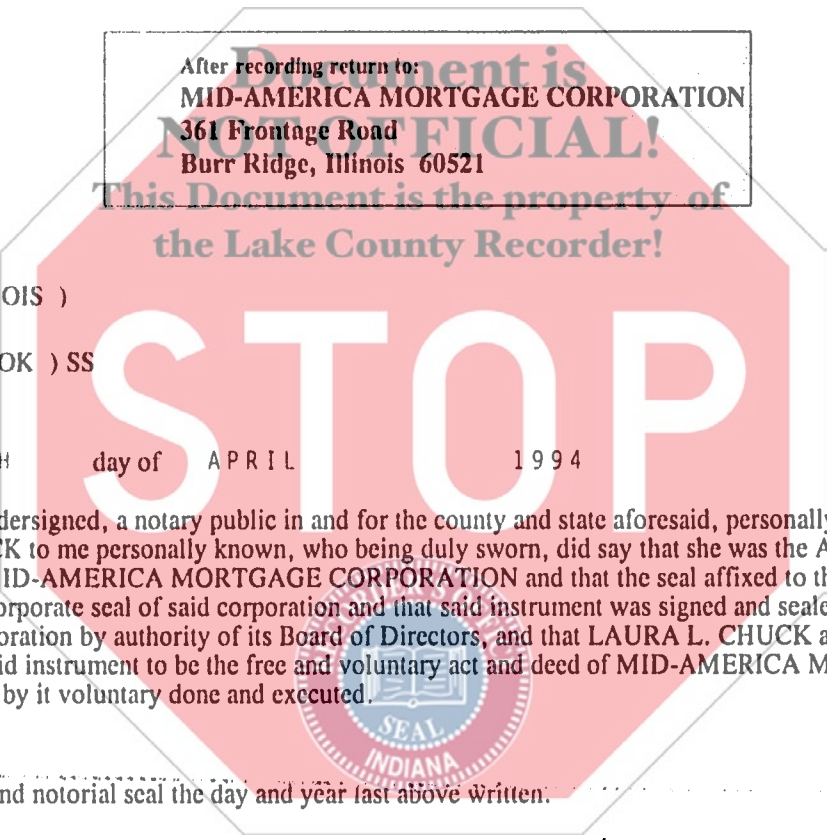 Document is
NOT OFFICIAL!
This Document is the property of
the Lake County Recorder!
After recording return to:
MID-AMERICA MORTGAGE CORPORATION
361 Frontage Road
Burr Ridge, Illinois 60521
OIS )
OK ) SS
STOP
H day of APRIL 1994
dersigned, a notary public in and for the county and state aforesaid, personally
CK to me personally known, who being duly sworn, did say that she was the A
ID-AMERICA MORTGAGE CORPORATION and that the seal affixed to th
orporate seal of said corporation and that said instrument was signed and seale
oration by authority of its Board of Directors, and that LAURA L. CHUCK a
id instrument to be the free and voluntary act and deed of MID-AMERICA M
by it voluntary done and executed.
RECORDER'S OFFICE
SEAL
INDIANA
nd notorial seal the day and year last above written.